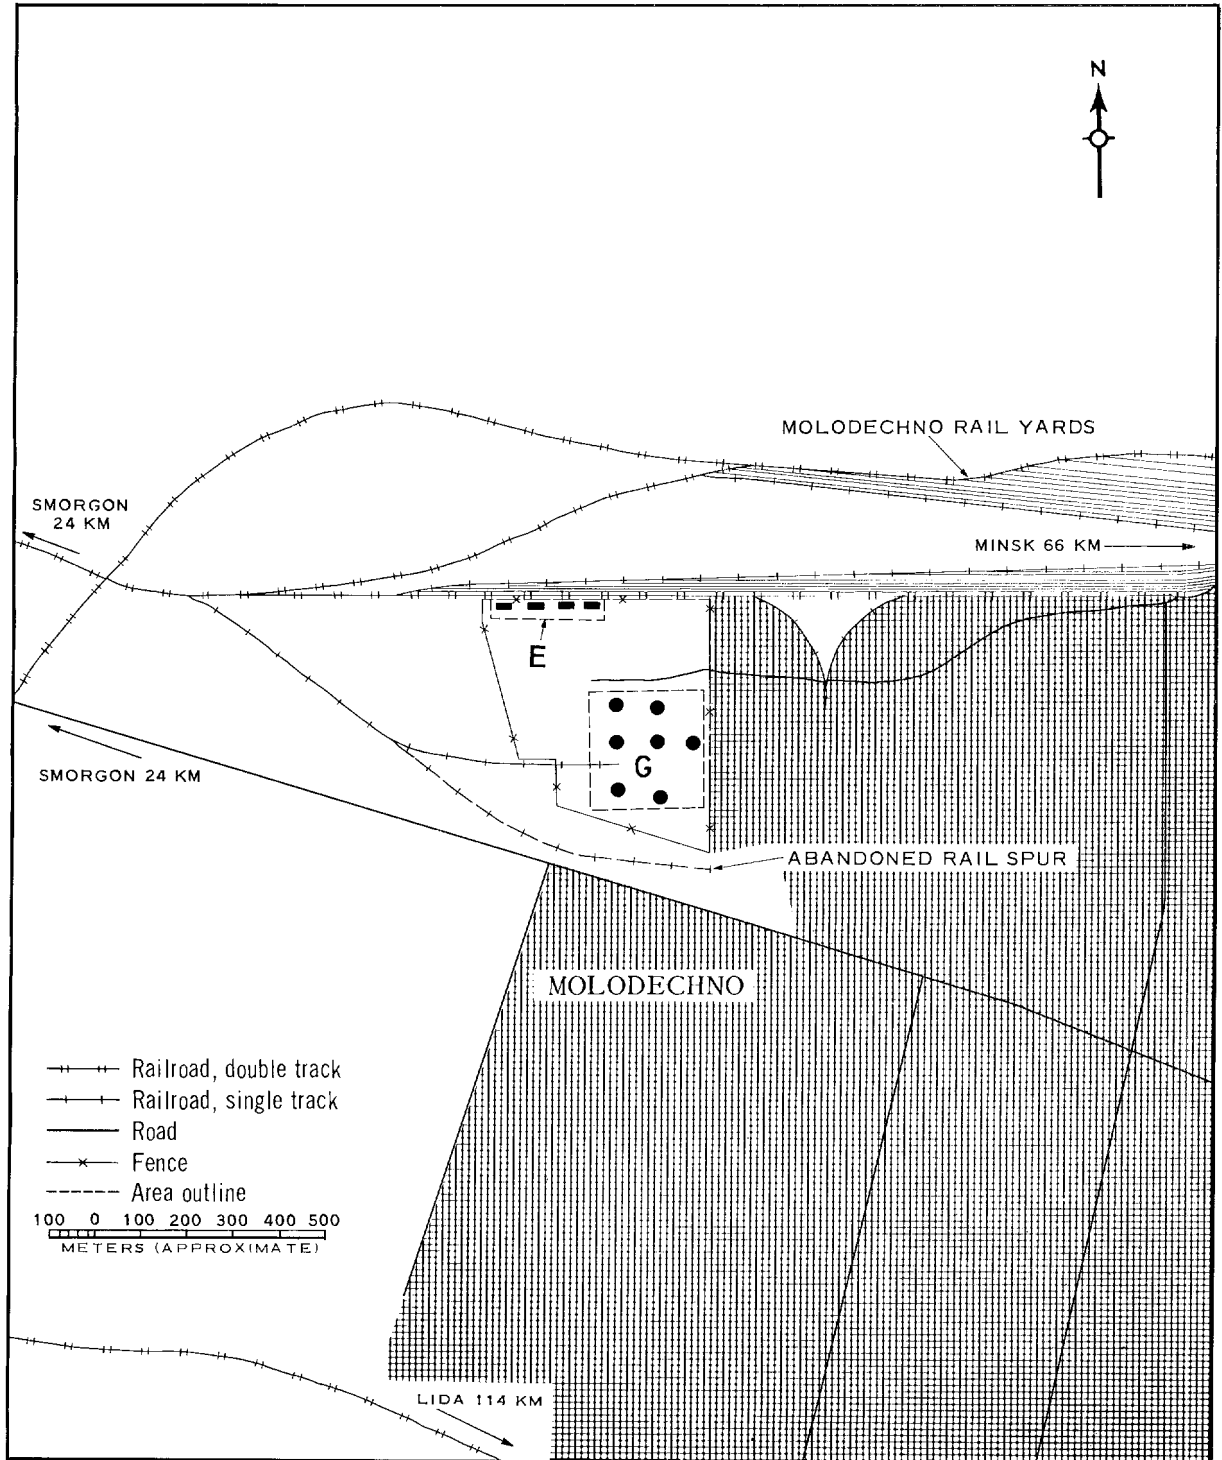 N
MOLODECHNO RAIL YARDS
SMORGON
24 KM
MINSK 66 KM
E
SMORGON 24 KM
G
ABANDONED RAIL SPUR
MOLODECHNO
Railroad, double track
Railroad, single track
Road
Fence
Area outline
100 0 100 200 300 400 500
METERS (APPROXIMATE)
LIDA 114 KM